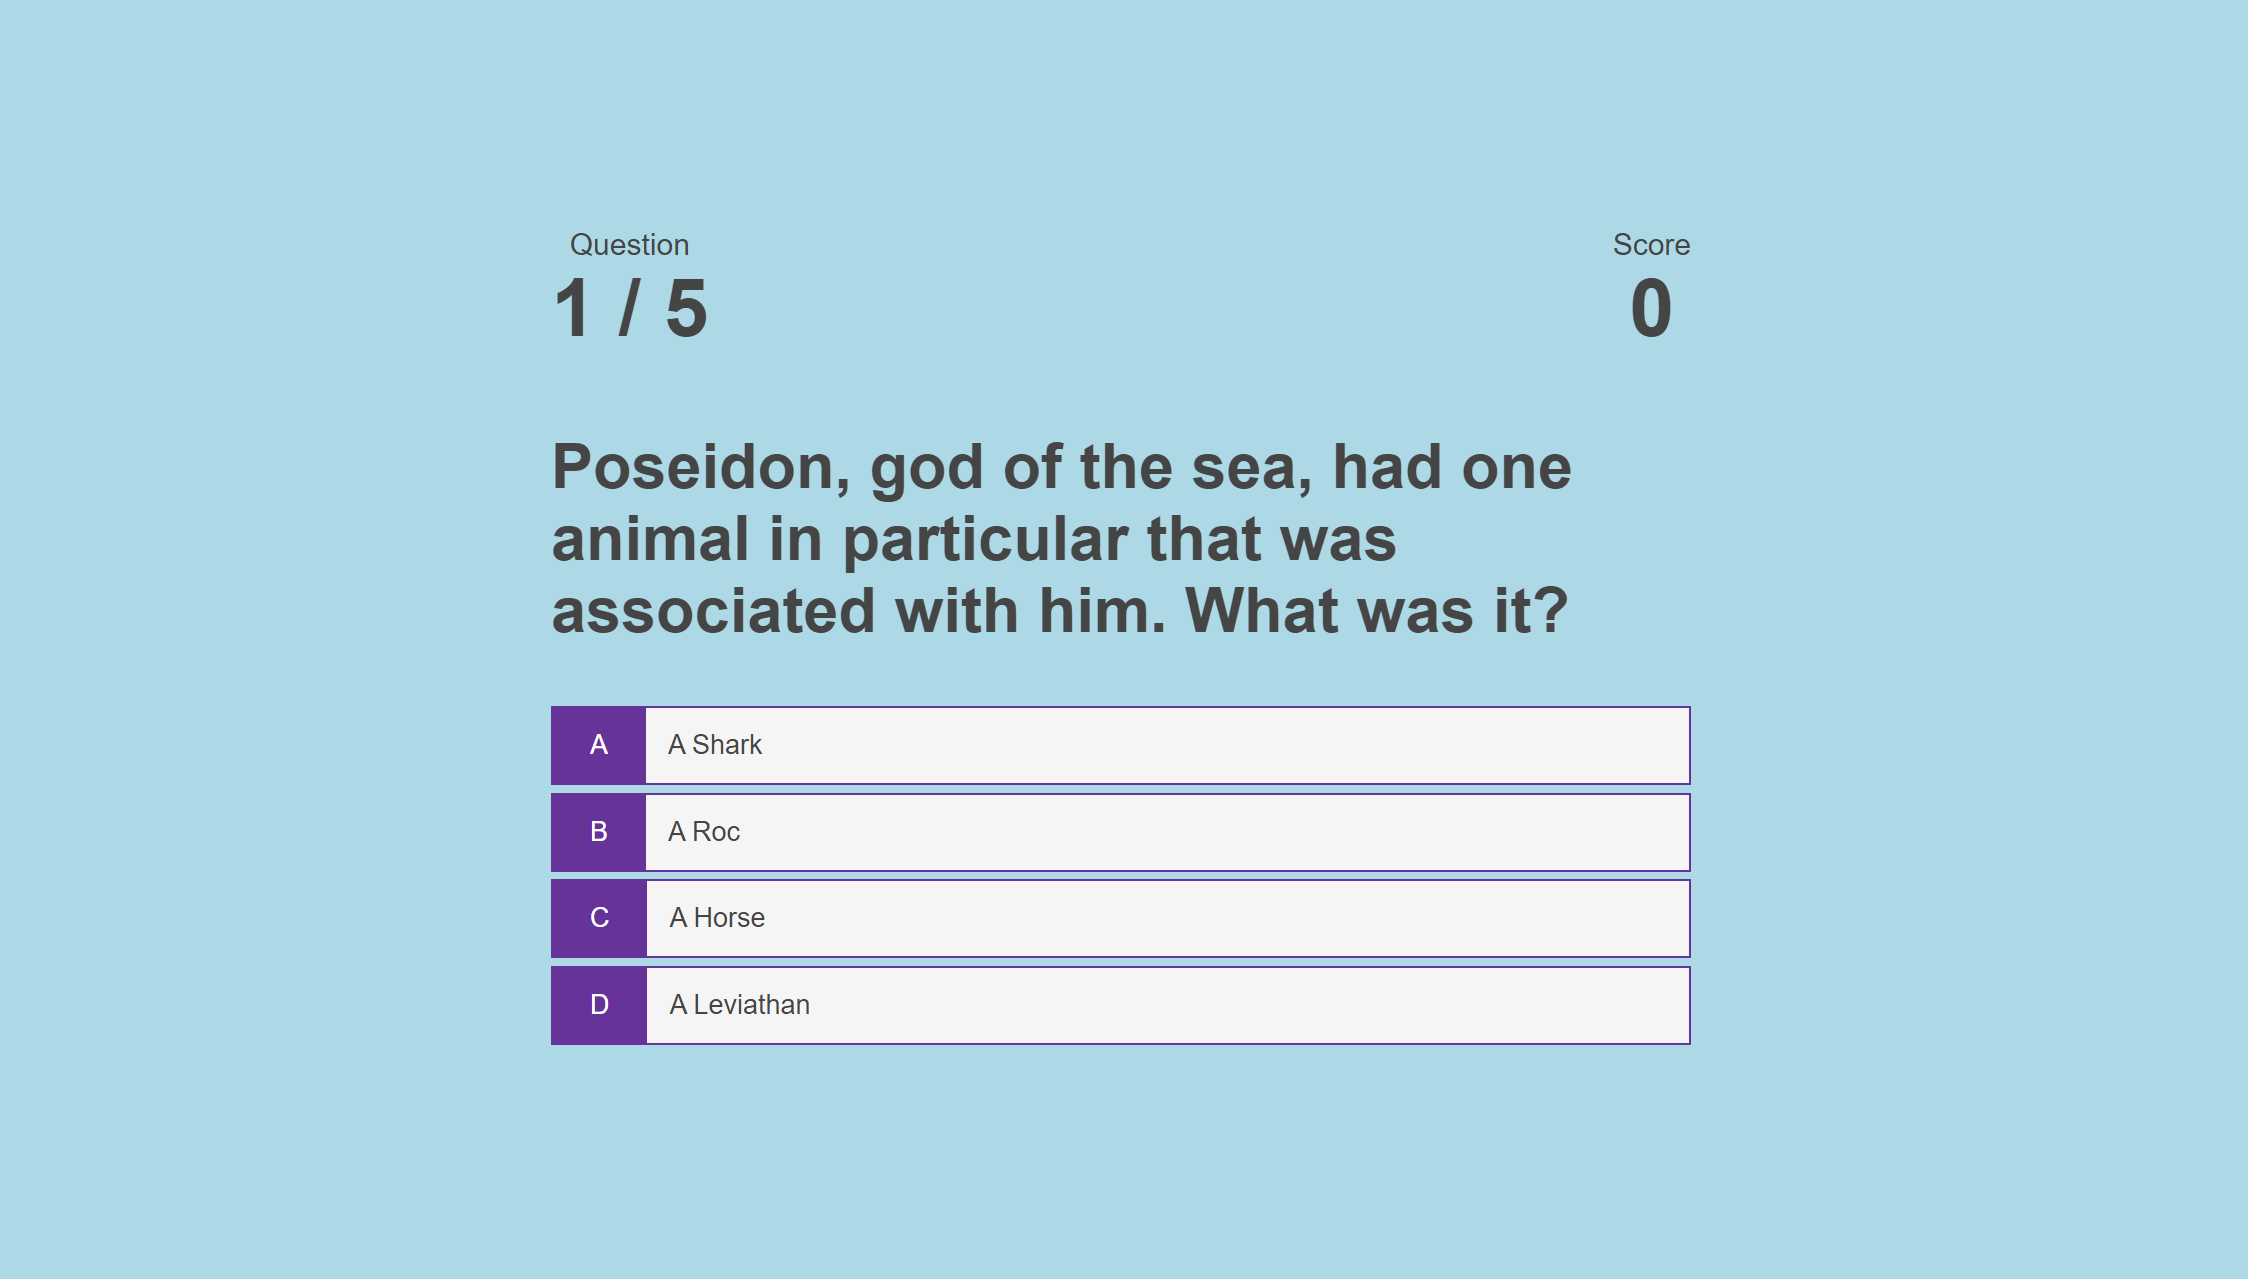 Question
1 / 5
Score
0
Poseidon, god of the sea, had one
animal in particular that was
associated with him. What was it?
A A Shark
B A Roc
C A Horse
D A Leviathan